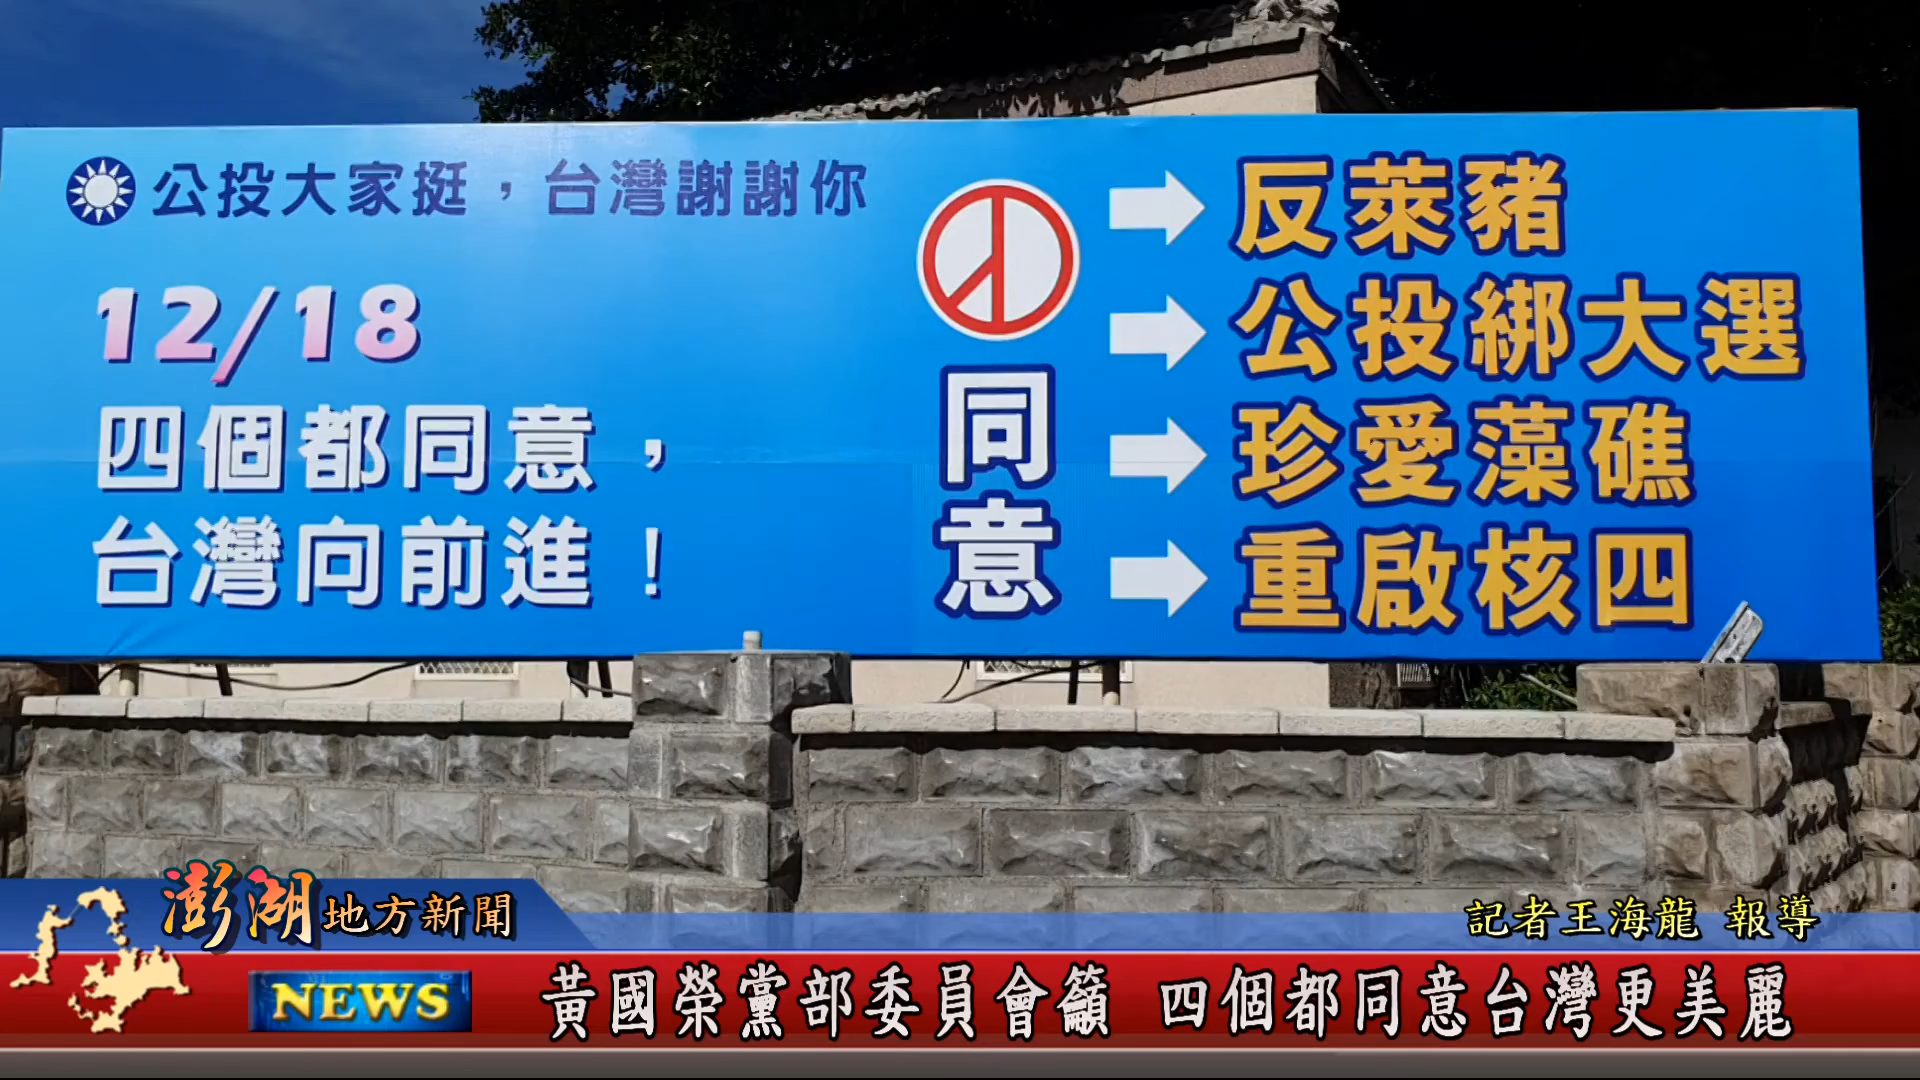 公投大家挺，台灣謝謝你
12/18
四個都同意，
台灣向前進！
同意
反萊豬
公投綁大選
珍愛藻礁
重啟核四
澎湖地方新聞
記者王海龍 報導
NEWS
黃國榮黨部委員會籲 四個都同意台灣更美麗